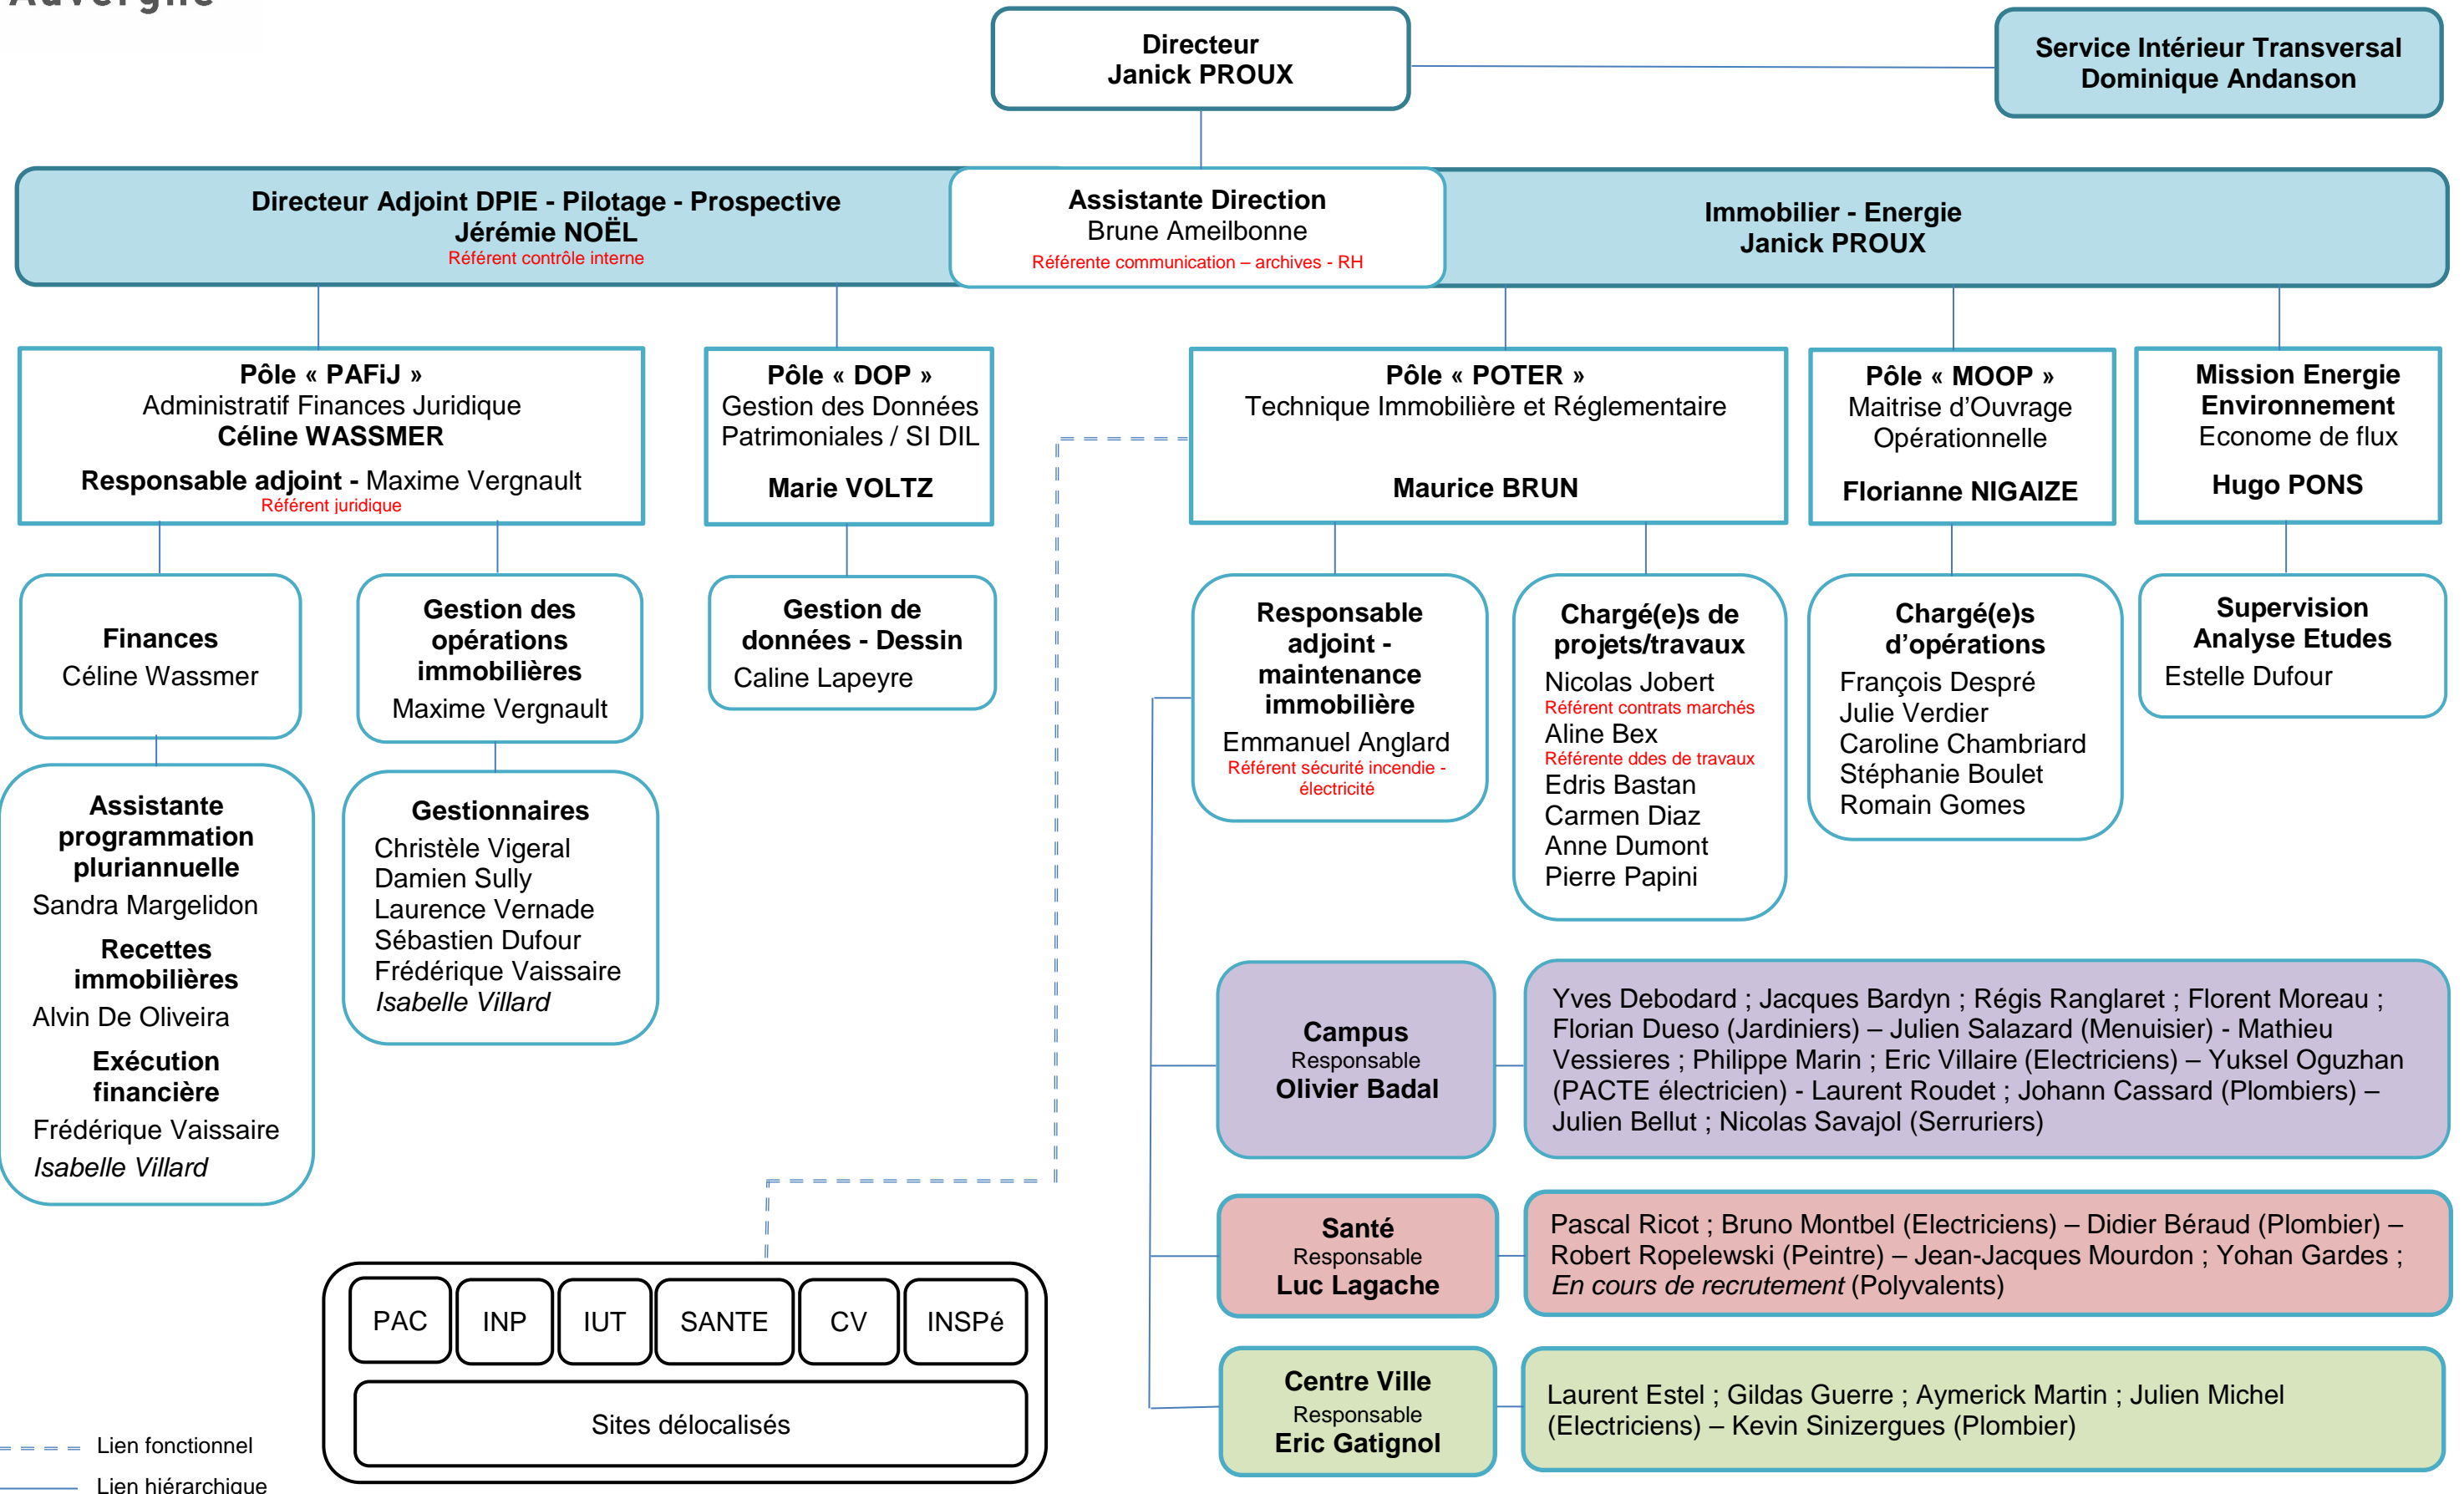 Auvergne
Directeur
Janick PROUX
Service Intérieur Transversal
Dominique Andanson
Directeur Adjoint DPIE - Pilotage - Prospective
Jérémie NOËL
Référent contrôle interne
Assistante Direction
Brune Ameilbonne
Référente communication – archives - RH
Immobilier - Energie
Janick PROUX
Pôle « PAFiJ »
Administratif Finances Juridique
Céline WASSMER
Responsable adjoint - Maxime Vergnault
Référent juridique
Pôle « DOP »
Gestion des Données
Patrimoniales / SI DIL
Marie VOLTZ
Pôle « POTER »
Technique Immobilière et Réglementaire
Maurice BRUN
Pôle « MOOP »
Maitrise d’Ouvrage
Opérationnelle
Florianne NIGAIZE
Mission Energie
Environnement
Econome de flux
Hugo PONS
Finances
Céline Wassmer
Gestion des
opérations
immobilières
Maxime Vergnault
Gestion de
données - Dessin
Caline Lapeyre
Responsable
adjoint -
maintenance
immobilière
Emmanuel Anglard
Référent sécurité incendie -
électricité
Chargé(e)s de
projets/travaux
Nicolas Jobert
Référent contrats marchés
Aline Bex
Référente ddes de travaux
Edris Bastan
Carmen Diaz
Anne Dumont
Pierre Papini
Chargé(e)s
d’opérations
François Despré
Julie Verdier
Caroline Chambriard
Stéphanie Boulet
Romain Gomes
Supervision
Analyse Etudes
Estelle Dufour
Assistante
programmation
pluriannuelle
Sandra Margelidon
Recettes
immobilières
Alvin De Oliveira
Exécution
financière
Frédérique Vaissaire
Isabelle Villard
Gestionnaires
Christèle Vigeral
Damien Sully
Laurence Vernade
Sébastien Dufour
Frédérique Vaissaire
Isabelle Villard
Campus
Responsable
Olivier Badal
Yves Debodard ; Jacques Bardyn ; Régis Ranglaret ; Florent Moreau ;
Florian Dueso (Jardiniers) – Julien Salazard (Menuisier) - Mathieu
Vessieres ; Philippe Marin ; Eric Villaire (Electriciens) – Yuksel Oguzhan
(PACTE électricien) - Laurent Roudet ; Johann Cassard (Plombiers) –
Julien Bellut ; Nicolas Savajol (Serruriers)
Santé
Responsable
Luc Lagache
Pascal Ricot ; Bruno Montbel (Electriciens) – Didier Béraud (Plombier) –
Robert Ropelewski (Peintre) – Jean-Jacques Mourdon ; Yohan Gardes ;
En cours de recrutement (Polyvalents)
Centre Ville
Responsable
Eric Gatignol
Laurent Estel ; Gildas Guerre ; Aymerick Martin ; Julien Michel
(Electriciens) – Kevin Sinizergues (Plombier)
PAC
INP
IUT
SANTE
CV
INSPé
Sites délocalisés
Lien fonctionnel
Lien hiérarchique